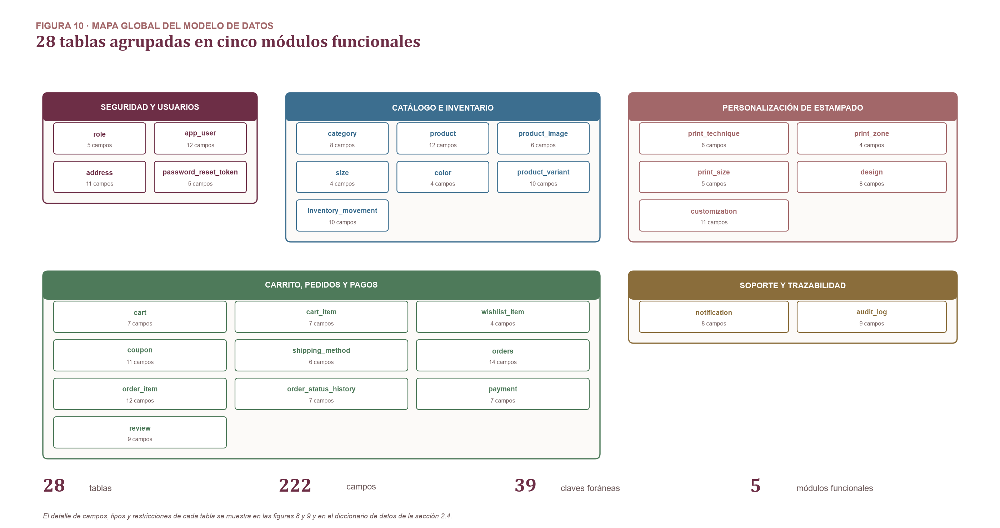 FIGURA 10 · MAPA GLOBAL DEL MODELO DE DATOS
28 tablas agrupadas en cinco módulos funcionales
SEGURIDAD Y USUARIOS
role
5 campos
app_user
12 campos
address
11 campos
password_reset_token
5 campos
CATÁLOGO E INVENTARIO
category
8 campos
product
12 campos
product_image
6 campos
size
4 campos
color
4 campos
product_variant
10 campos
inventory_movement
10 campos
PERSONALIZACIÓN DE ESTAMPADO
print_technique
6 campos
print_zone
4 campos
print_size
5 campos
design
8 campos
customization
11 campos
CARRITO, PEDIDOS Y PAGOS
cart
7 campos
cart_item
7 campos
wishlist_item
4 campos
coupon
11 campos
shipping_method
6 campos
orders
14 campos
order_item
12 campos
order_status_history
7 campos
payment
7 campos
review
9 campos
SOPORTE Y TRAZABILIDAD
notification
8 campos
audit_log
9 campos
28 tablas
222 campos
39 claves foráneas
5 módulos funcionales
El detalle de campos, tipos y restricciones de cada tabla se muestra en las figuras 8 y 9 y en el diccionario de datos de la sección 2.4.